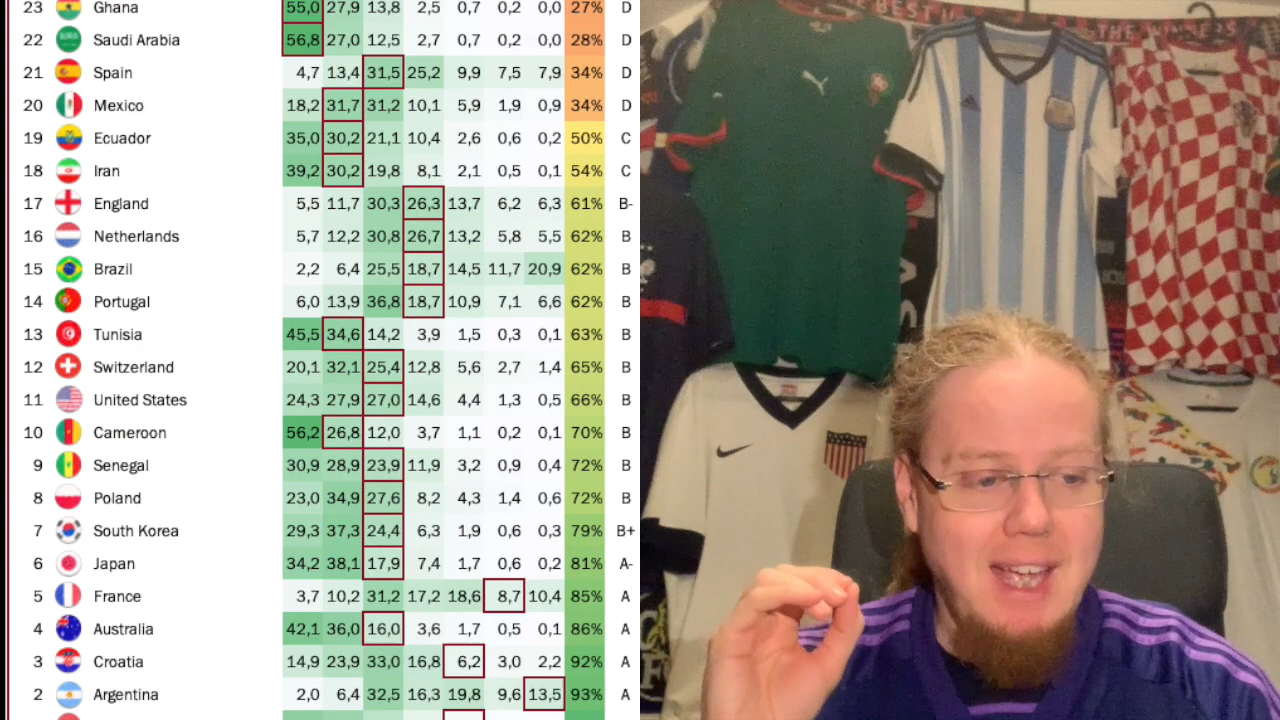 23 Ghana 55,0 27,9 13,8 2,5 0,7 0,2 0,0 27% D
22 Saudi Arabia 56,8 27,0 12,5 2,7 0,7 0,2 0,0 28% D
21 Spain 4,7 13,4 31,5 25,2 9,9 7,5 7,9 34% D
20 Mexico 18,2 31,7 31,2 10,1 5,9 1,9 0,9 34% D
19 Ecuador 35,0 30,2 21,1 10,4 2,6 0,6 0,2 50% C
18 Iran 39,2 30,2 19,8 8,1 2,1 0,5 0,1 54% C
17 England 5,5 11,7 30,3 26,3 13,7 6,2 6,3 61% B-
16 Netherlands 5,7 12,2 30,8 26,7 13,2 5,8 5,5 62% B
15 Brazil 2,2 6,4 25,5 18,7 14,5 11,7 20,9 62% B
14 Portugal 6,0 13,9 36,8 18,7 10,9 7,1 6,6 62% B
13 Tunisia 45,5 34,6 14,2 3,9 1,5 0,3 0,1 63% B
12 Switzerland 20,1 32,1 25,4 12,8 5,6 2,7 1,4 65% B
11 United States 24,3 27,9 27,0 14,6 4,4 1,3 0,5 66% B
10 Cameroon 56,2 26,8 12,0 3,7 1,1 0,2 0,1 70% B
9 Senegal 30,9 28,9 23,9 11,9 3,2 0,9 0,4 72% B
8 Poland 23,0 34,9 27,6 8,2 4,3 1,4 0,6 72% B
7 South Korea 29,3 37,3 24,4 6,3 1,9 0,6 0,3 79% B+
6 Japan 34,2 38,1 17,9 7,4 1,7 0,6 0,2 81% A-
5 France 3,7 10,2 31,2 17,2 18,6 8,7 10,4 85% A
4 Australia 42,1 36,0 16,0 3,6 1,7 0,5 0,1 86% A
3 Croatia 14,9 23,9 33,0 16,8 6,2 3,0 2,2 92% A
2 Argentina 2,0 6,4 32,5 16,3 19,8 9,6 13,5 93% A
THE WINNERS